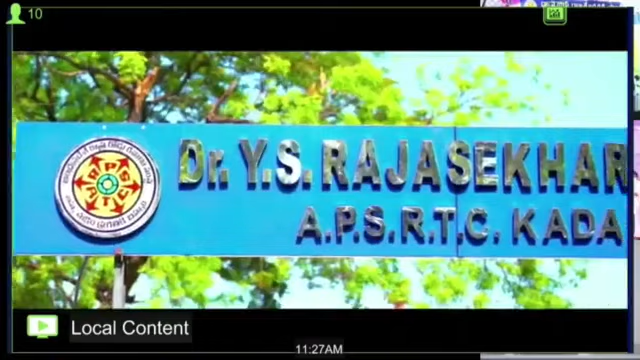 10
Dr. Y.S. RAJASEKHAR
A.P.S.R.T.C. KADA
Local Content
11:27AM